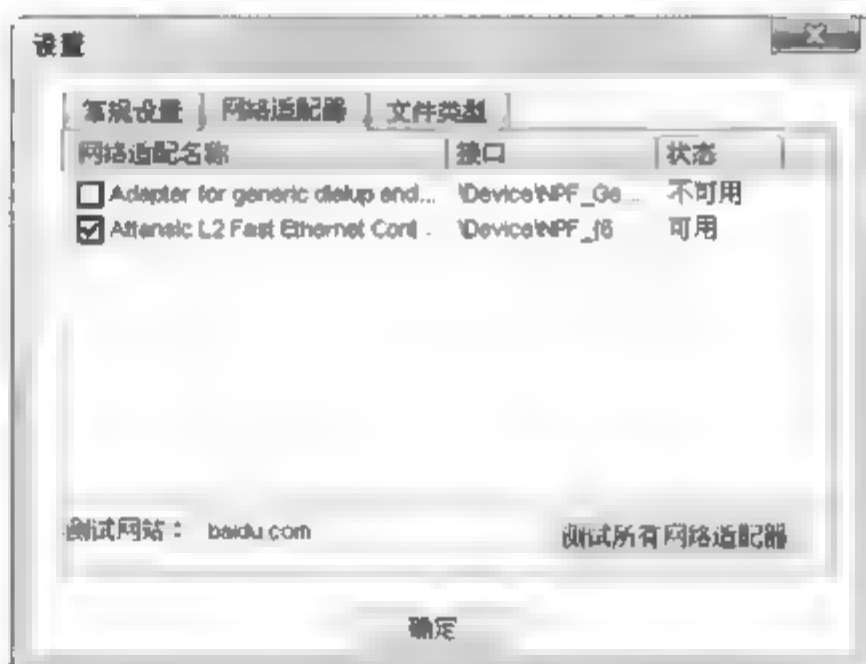 设置
常规设置 网络适配器 文件类型
网络适配名称 接口 状态
Adapter for generic dialup and... \Device\NPF_Ge... 不可用
Attansic L2 Fast Ethernet Cont... \Device\NPF_{6 可用
测试网站： baidu.com 测试所有网络适配器
确定